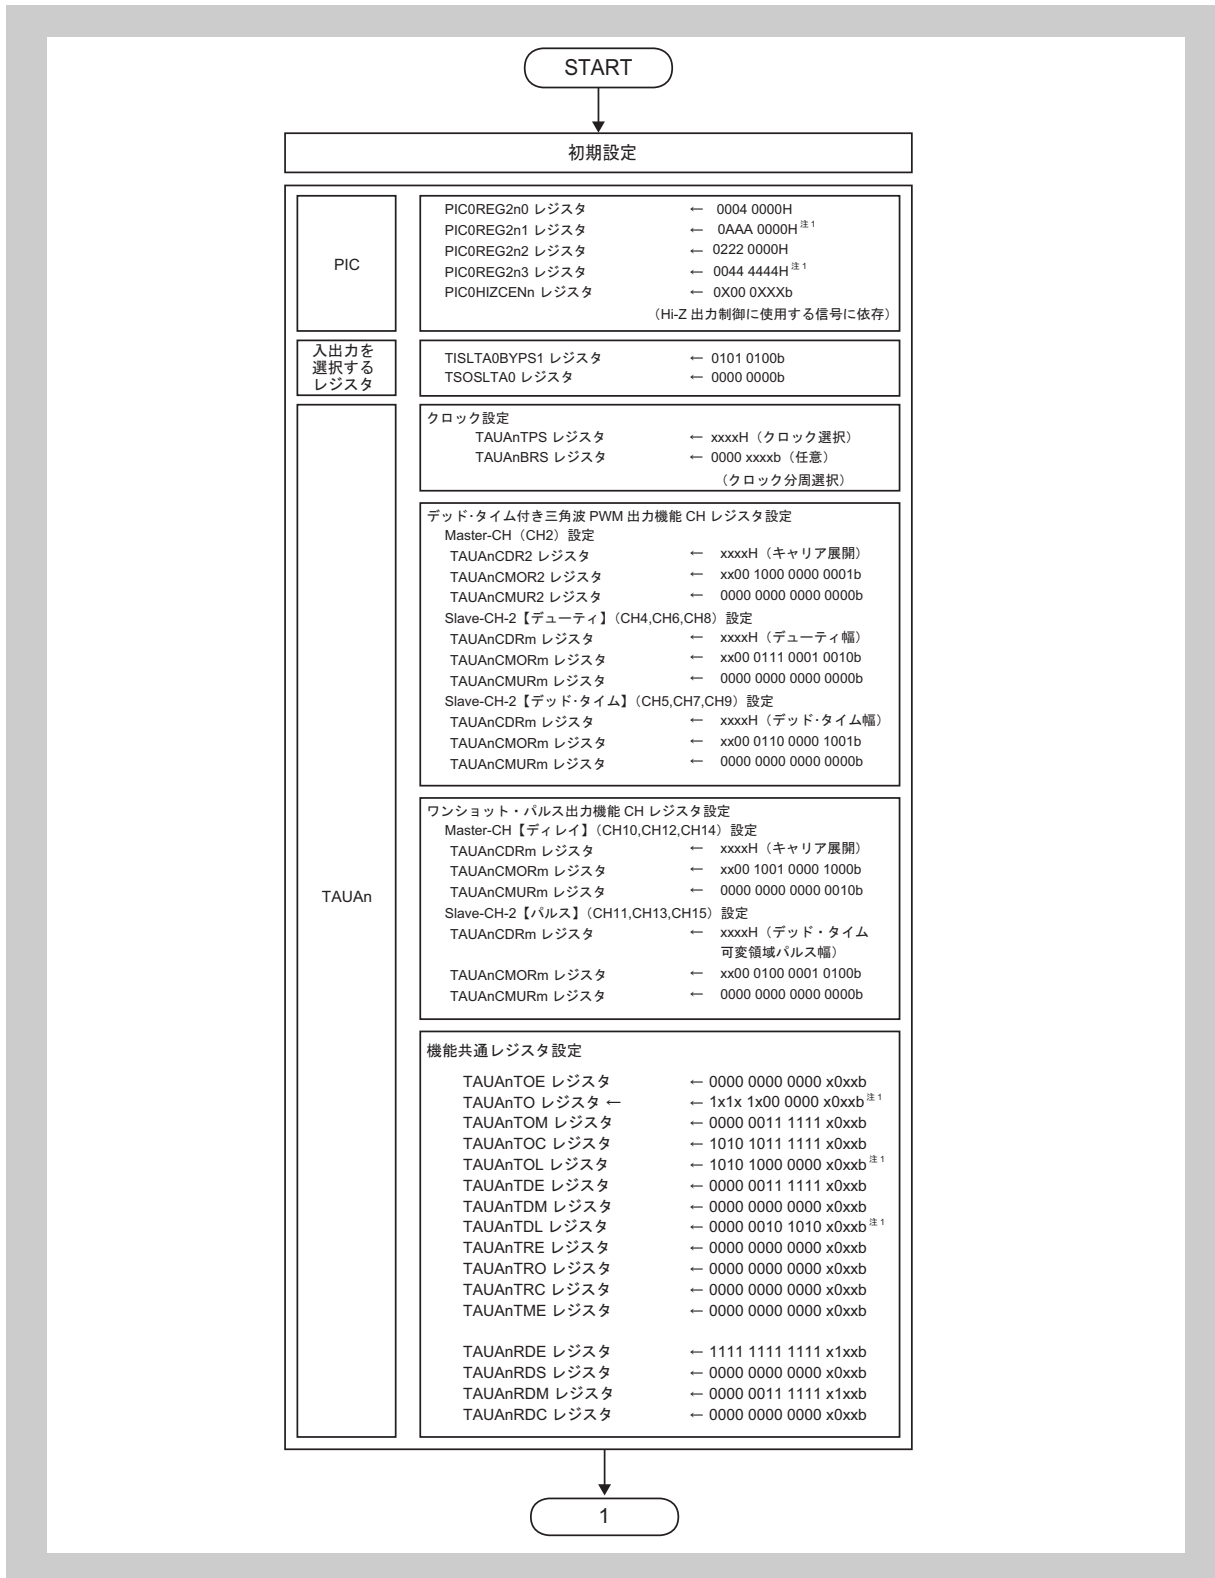 START
初期設定
PIC
PIC0REG2n0 レジスタ ← 0004 0000H
PIC0REG2n1 レジスタ ← 0AAA 0000H注1
PIC0REG2n2 レジスタ ← 0222 0000H
PIC0REG2n3 レジスタ ← 0044 4444H注1
PIC0HIZCENn レジスタ ← 0X00 0XXXb
（Hi-Z 出力制御に使用する信号に依存）
入出力を
選択する
レジスタ
TISLTA0BYPS1 レジスタ ← 0101 0100b
TSOSLTA0 レジスタ ← 0000 0000b
TAUAn
クロック設定
TAUAnTPS レジスタ ← xxxxH（クロック選択）
TAUAnBRS レジスタ ← 0000 xxxxb（任意）
（クロック分周選択）
デッド･タイム付き三角波 PWM 出力機能 CH レジスタ設定
Master-CH（CH2）設定
TAUAnCDR2 レジスタ ← xxxxH（キャリア展開）
TAUAnCMOR2 レジスタ ← xx00 1000 0000 0001b
TAUAnCMUR2 レジスタ ← 0000 0000 0000 0000b
Slave-CH-2【デューティ】（CH4,CH6,CH8）設定
TAUAnCDRm レジスタ ← xxxxH（デューティ幅）
TAUAnCMORm レジスタ ← xx00 0111 0001 0010b
TAUAnCMURm レジスタ ← 0000 0000 0000 0000b
Slave-CH-2【デッド･タイム】（CH5,CH7,CH9）設定
TAUAnCDRm レジスタ ← xxxxH（デッド･タイム幅）
TAUAnCMORm レジスタ ← xx00 0110 0000 1001b
TAUAnCMURm レジスタ ← 0000 0000 0000 0000b
ワンショット・パルス出力機能 CH レジスタ設定
Master-CH【ディレイ】（CH10,CH12,CH14）設定
TAUAnCDRm レジスタ ← xxxxH（キャリア展開）
TAUAnCMORm レジスタ ← xx00 1001 0000 1000b
TAUAnCMURm レジスタ ← 0000 0000 0000 0010b
Slave-CH-2【パルス】（CH11,CH13,CH15）設定
TAUAnCDRm レジスタ ← xxxxH（デッド・タイム
可変領域パルス幅）
TAUAnCMORm レジスタ ← xx00 0100 0001 0100b
TAUAnCMURm レジスタ ← 0000 0000 0000 0000b
機能共通レジスタ設定
TAUAnTOE レジスタ ← 0000 0000 0000 x0xxb
TAUAnTO レジスタ ← ← 1x1x 1x00 0000 x0xxb注1
TAUAnTOM レジスタ ← 0000 0011 1111 x0xxb
TAUAnTOC レジスタ ← 1010 1011 1111 x0xxb
TAUAnTOL レジスタ ← 1010 1000 0000 x0xxb注1
TAUAnTDE レジスタ ← 0000 0011 1111 x0xxb
TAUAnTDM レジスタ ← 0000 0000 0000 x0xxb
TAUAnTDL レジスタ ← 0000 0010 1010 x0xxb注1
TAUAnTRE レジスタ ← 0000 0000 0000 x0xxb
TAUAnTRO レジスタ ← 0000 0000 0000 x0xxb
TAUAnTRC レジスタ ← 0000 0000 0000 x0xxb
TAUAnTME レジスタ ← 0000 0000 0000 x0xxb
TAUAnRDE レジスタ ← 1111 1111 1111 x1xxb
TAUAnRDS レジスタ ← 0000 0000 0000 x0xxb
TAUAnRDM レジスタ ← 0000 0011 1111 x1xxb
TAUAnRDC レジスタ ← 0000 0000 0000 x0xxb
1